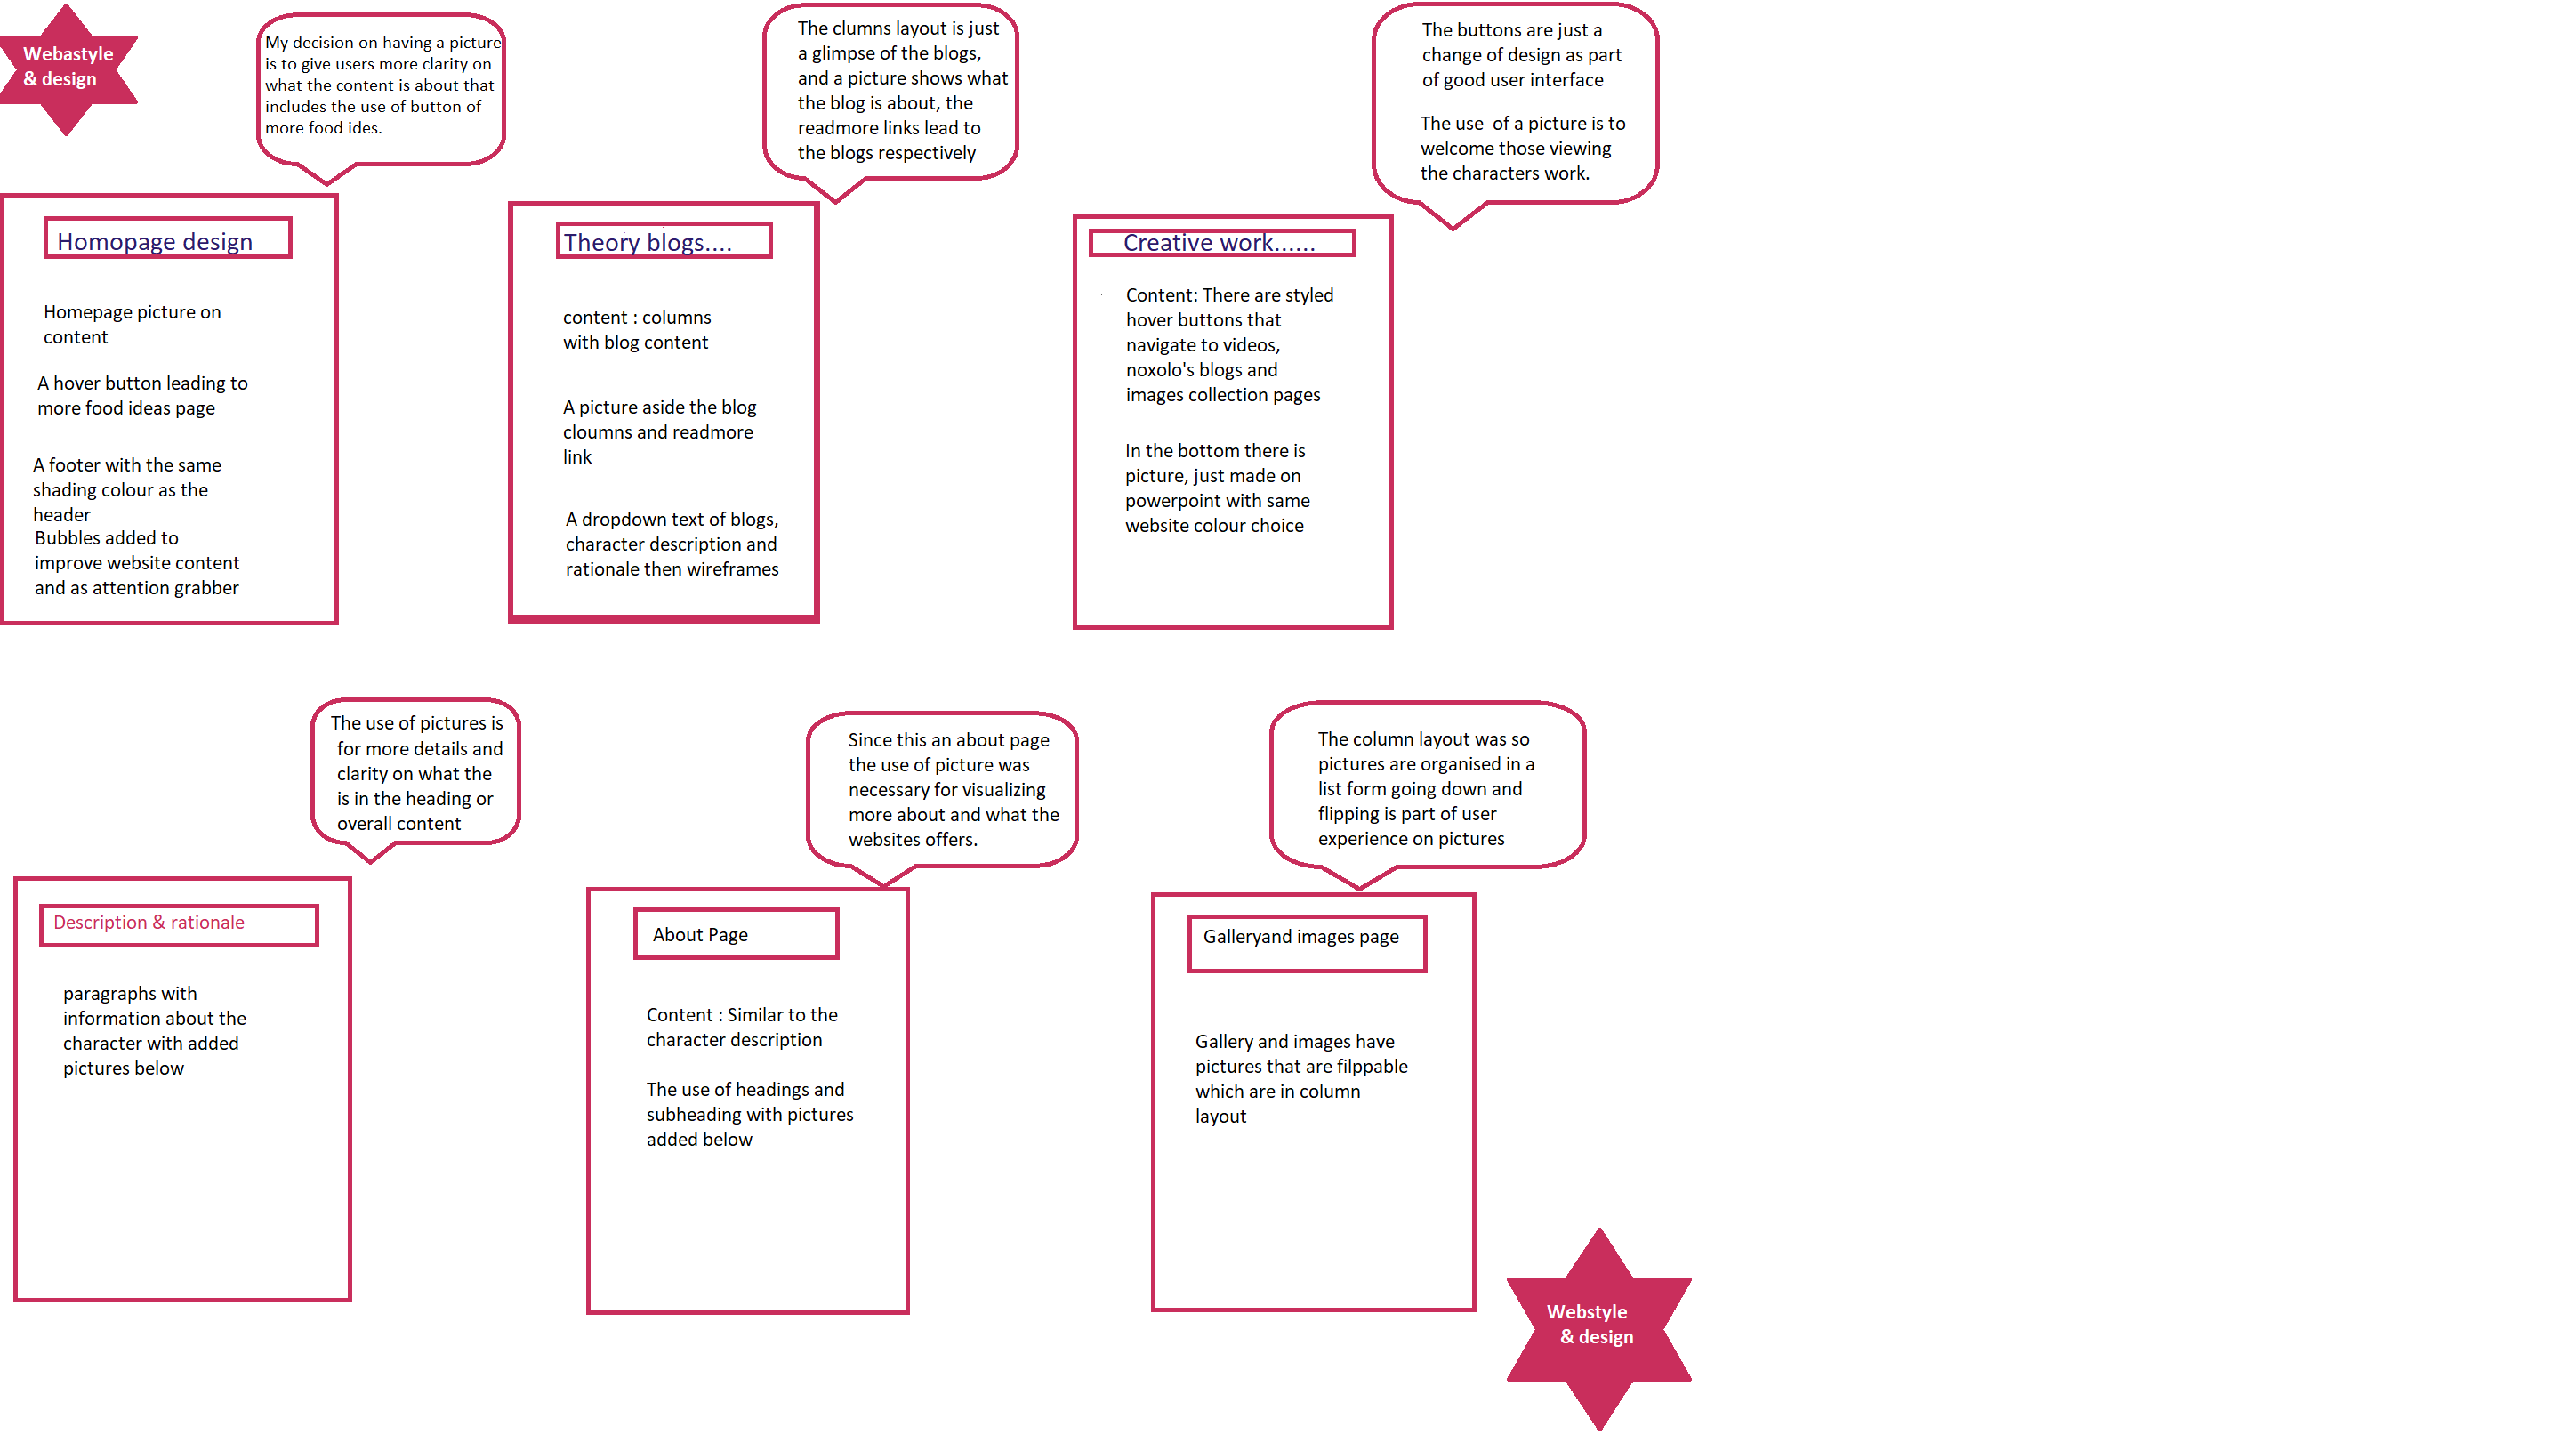 Webastyle
& design
My decision on having a picture
is to give users more clarity on
what the content is about that
includes the use of button of
more food ides.
The clumns layout is just
a glimpse of the blogs,
and a picture shows what
the blog is about, the
readmore links lead to
the blogs respectively
The buttons are just a
change of design as part
of good user interface
The use  of a picture is to
welcome those viewing
the characters work.
Homopage design
Homepage picture on
content
A hover button leading to
more food ideas page
A footer with the same
shading colour as the
header
Bubbles added to
improve website content
and as attention grabber
Theory blogs....
content : columns
with blog content
A picture aside the blog
cloumns and readmore
link
A dropdown text of blogs,
character description and
rationale then wireframes
Creative work......
Content: There are styled
hover buttons that
navigate to videos,
noxolo's blogs and
images collection pages
In the bottom there is
picture, just made on
powerpoint with same
website colour choice
The use of pictures is
for more details and
clarity on what the
is in the heading or
overall content
Since this an about page
the use of picture was
necessary for visualizing
more about and what the
websites offers.
The column layout was so
pictures are organised in a
list form going down and
flipping is part of user
experience on pictures
Description & rationale
paragraphs with
information about the
character with added
pictures below
About Page
Content : Similar to the
character description
The use of headings and
subheading with pictures
added below
Galleryand images page
Gallery and images have
pictures that are filppable
which are in column
layout
Webstyle
& design